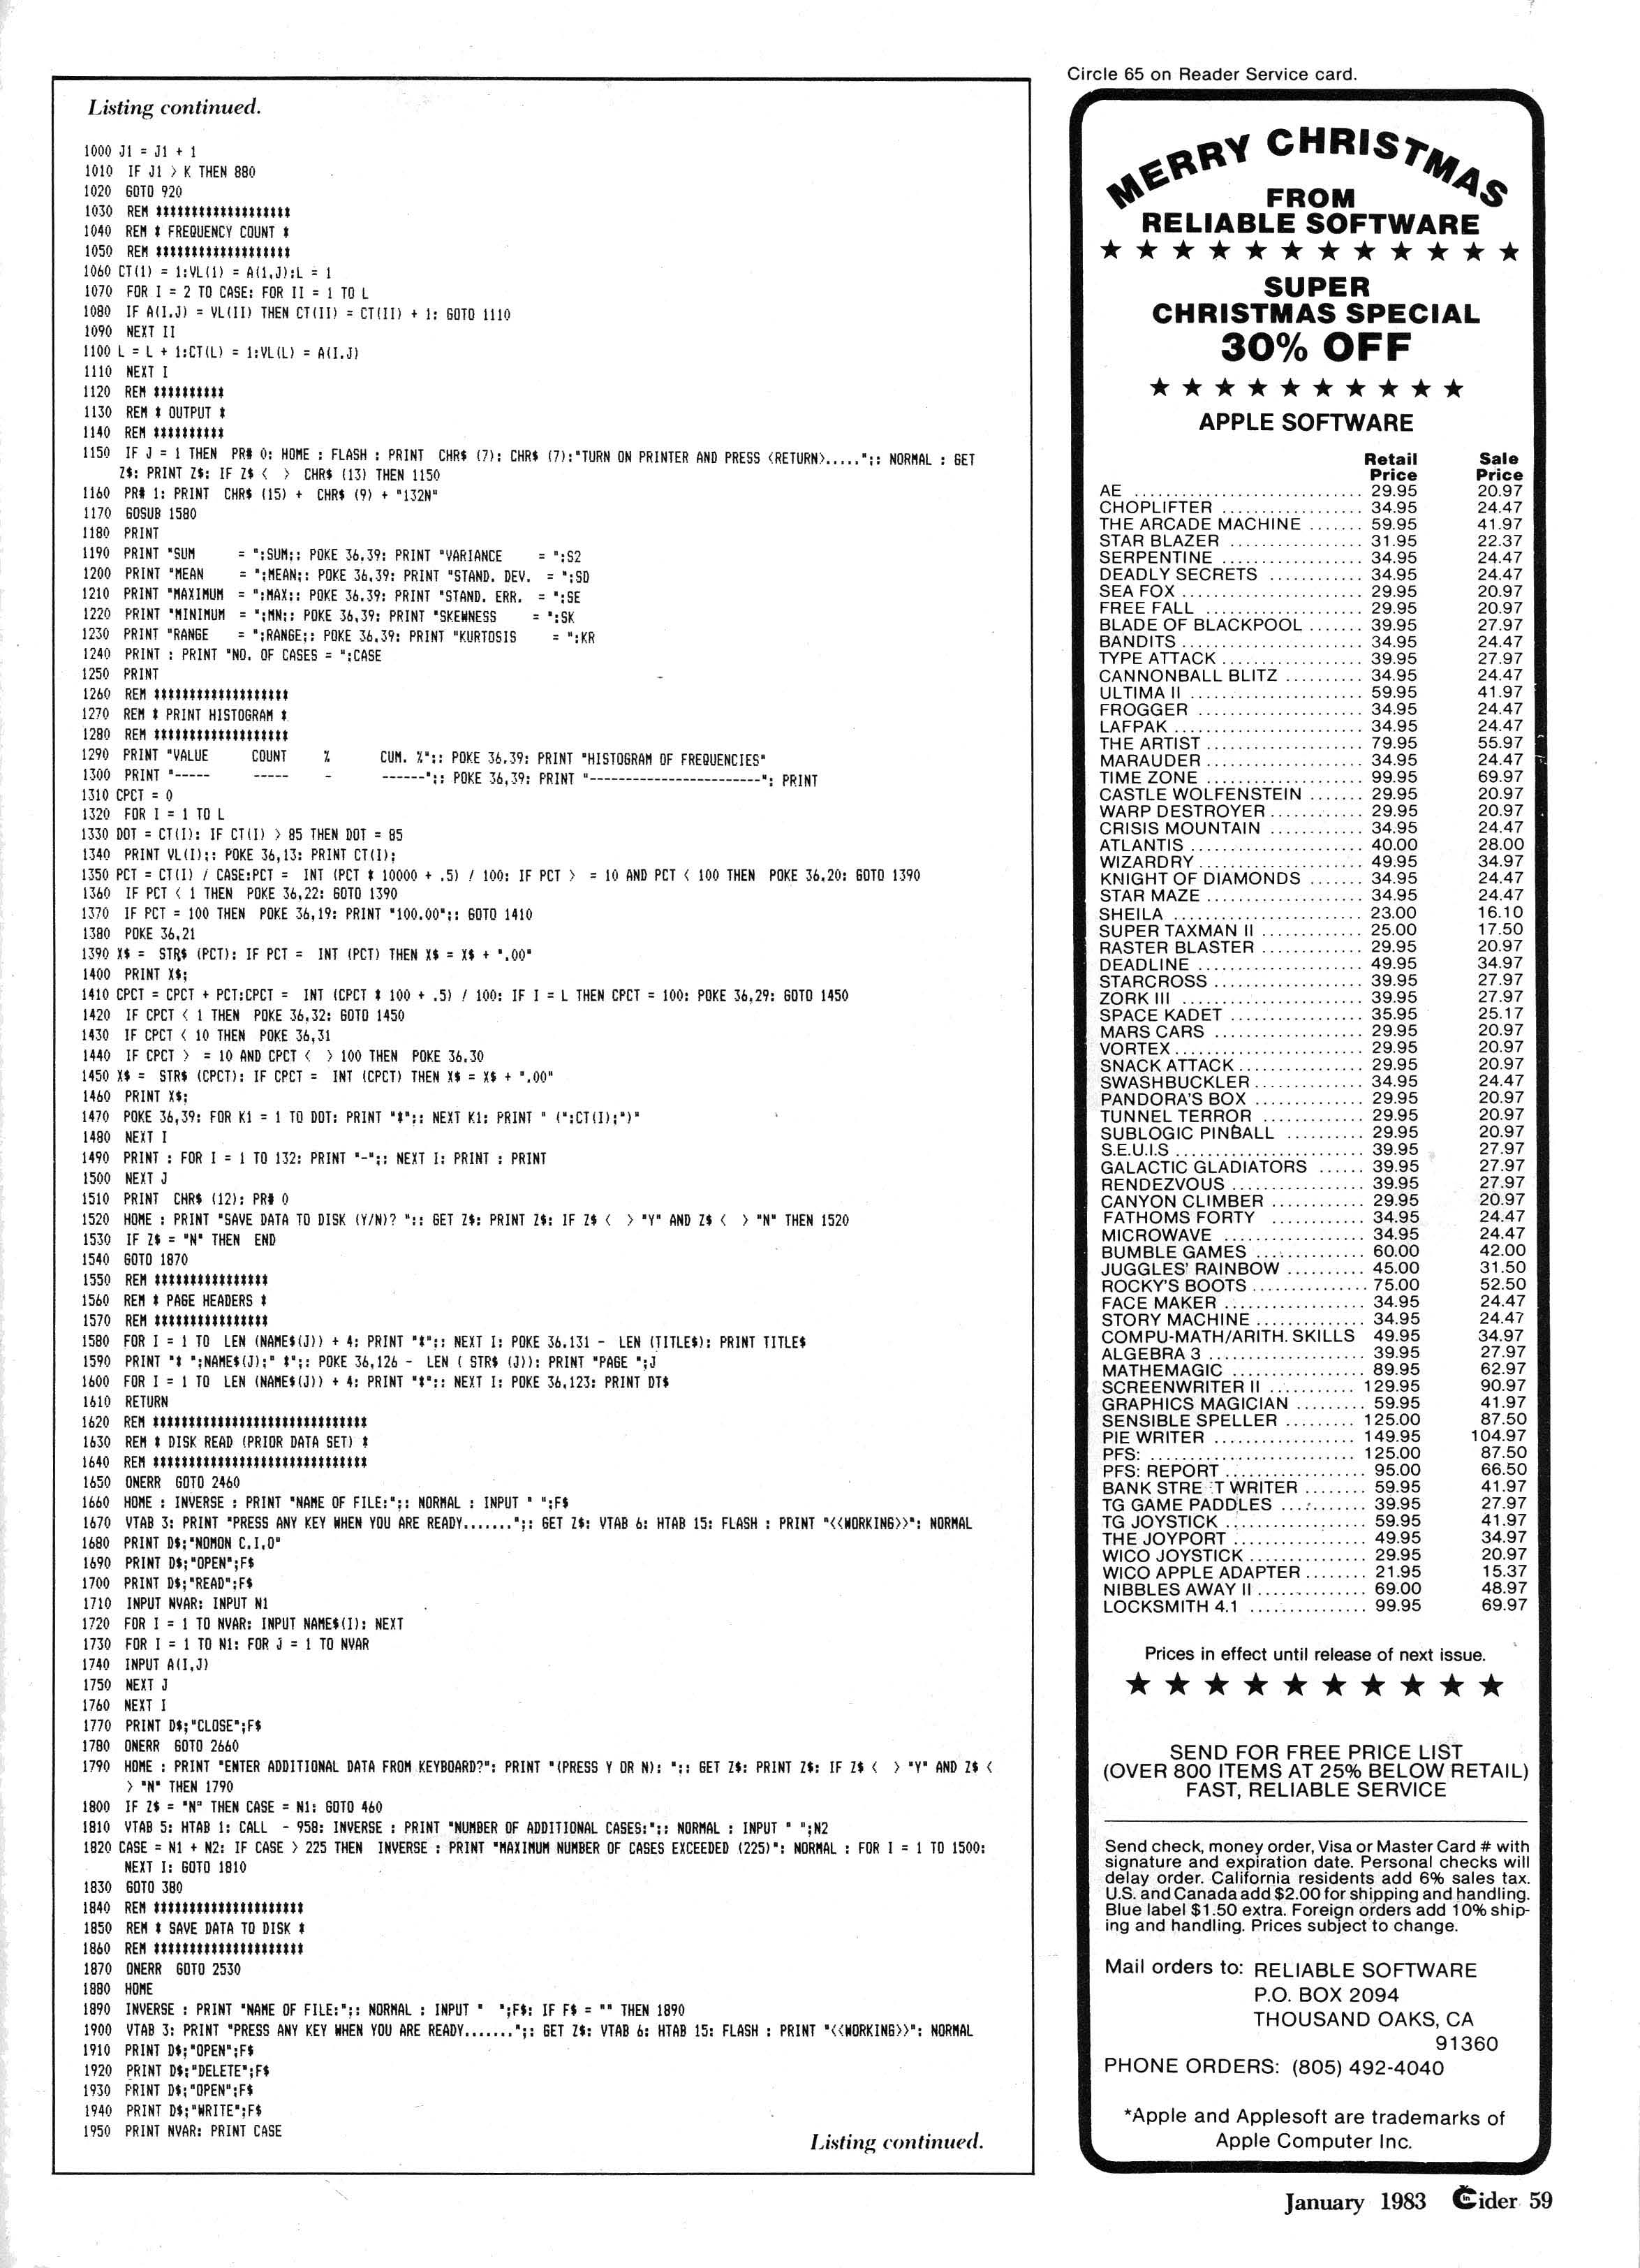 Circle 65 on Reader Service card.
Listing continued.
1000 J1 = J1 + 1
1010 IF J1 > K THEN 880
1020 GOTO 920
1030 REM *******************
1040 REM * FREQUENCY COUNT *
1050 REM *******************
1060 CT(1) = 1:VL(1) = A(1,J):L = 1
1070 FOR I = 2 TO CASE: FOR II = 1 TO L
1080 IF A(I,J) = VL(II) THEN CT(II) = CT(II) + 1: GOTO 1110
1090 NEXT II
1100 L = L + 1:CT(L) = 1:VL(L) = A(I,J)
1110 NEXT I
1120 REM **********
1130 REM * OUTPUT *
1140 REM **********
1150 IF J = 1 THEN PR# 0: HOME : FLASH : PRINT CHR$ (7); CHR$ (7);"TURN ON PRINTER AND PRESS <RETURN>.....";: NORMAL : GET
Z$: PRINT Z$: IF Z$ < > CHR$ (13) THEN 1150
1160 PR# 1: PRINT CHR$ (15) + CHR$ (9) + "132N"
1170 GOSUB 1580
1180 PRINT
1190 PRINT "SUM = ";SUM;: POKE 36,39: PRINT "VARIANCE = ";S2
1200 PRINT "MEAN = ";MEAN;: POKE 36,39: PRINT "STAND. DEV. = ";SD
1210 PRINT "MAXIMUM = ";MAX;: POKE 36,39: PRINT "STAND. ERR. = ";SE
1220 PRINT "MINIMUM = ";MN;: POKE 36,39: PRINT "SKEWNESS = ";SK
1230 PRINT "RANGE = ";RANGE;: POKE 36,39: PRINT "KURTOSIS = ";KR
1240 PRINT : PRINT "NO. OF CASES = ";CASE
1250 PRINT
1260 REM *******************
1270 REM * PRINT HISTOGRAM *
1280 REM *******************
1290 PRINT "VALUE COUNT % CUM. %";: POKE 36,39: PRINT "HISTOGRAM OF FREQUENCIES"
1300 PRINT "----- ----- - ------";: POKE 36,39: PRINT "------------------------": PRINT
1310 CPCT = 0
1320 FOR I = 1 TO L
1330 DOT = CT(I): IF CT(I) > 85 THEN DOT = 85
1340 PRINT VL(I);: POKE 36,13: PRINT CT(I);
1350 PCT = CT(I) / CASE:PCT = INT (PCT * 10000 + .5) / 100: IF PCT > = 10 AND PCT < 100 THEN POKE 36,20: GOTO 1390
1360 IF PCT < 1 THEN POKE 36,22: GOTO 1390
1370 IF PCT = 100 THEN POKE 36,19: PRINT "100.00";: GOTO 1410
1380 POKE 36,21
1390 X$ = STR$ (PCT): IF PCT = INT (PCT) THEN X$ = X$ + ".00"
1400 PRINT X$;
1410 CPCT = CPCT + PCT:CPCT = INT (CPCT * 100 + .5) / 100: IF I = L THEN CPCT = 100: POKE 36,29: GOTO 1450
1420 IF CPCT < 1 THEN POKE 36,32: GOTO 1450
1430 IF CPCT < 10 THEN POKE 36,31
1440 IF CPCT > = 10 AND CPCT < > 100 THEN POKE 36,30
1450 X$ = STR$ (CPCT): IF CPCT = INT (CPCT) THEN X$ = X$ + ".00"
1460 PRINT X$;
1470 POKE 36,39: FOR K1 = 1 TO DOT: PRINT "*";: NEXT K1: PRINT " (";CT(I);")"
1480 NEXT I
1490 PRINT : FOR I = 1 TO 132: PRINT "-";: NEXT I: PRINT : PRINT
1500 NEXT J
1510 PRINT CHR$ (12): PR# 0
1520 HOME : PRINT "SAVE DATA TO DISK (Y/N)? ";: GET Z$: PRINT Z$: IF Z$ < > "Y" AND Z$ < > "N" THEN 1520
1530 IF Z$ = "N" THEN END
1540 GOTO 1870
1550 REM ****************
1560 REM * PAGE HEADERS *
1570 REM ****************
1580 FOR I = 1 TO LEN (NAME$(J)) + 4: PRINT "*";: NEXT I: POKE 36,131 - LEN (TITLE$): PRINT TITLE$
1590 PRINT "* ";NAME$(J);" *";: POKE 36,126 - LEN ( STR$ (J)): PRINT "PAGE ";J
1600 FOR I = 1 TO LEN (NAME$(J)) + 4: PRINT "*";: NEXT I: POKE 36,123: PRINT DT$
1610 RETURN
1620 REM ******************************
1630 REM * DISK READ (PRIOR DATA SET) *
1640 REM ******************************
1650 ONERR GOTO 2460
1660 HOME : INVERSE : PRINT "NAME OF FILE:";: NORMAL : INPUT " ";F$
1670 VTAB 3: PRINT "PRESS ANY KEY WHEN YOU ARE READY.......";: GET Z$: VTAB 6: HTAB 15: FLASH : PRINT "<<WORKING>>": NORMAL
1680 PRINT D$;"NOMON C,I,O"
1690 PRINT D$;"OPEN";F$
1700 PRINT D$;"READ";F$
1710 INPUT NVAR: INPUT N1
1720 FOR I = 1 TO NVAR: INPUT NAME$(I): NEXT
1730 FOR I = 1 TO N1: FOR J = 1 TO NVAR
1740 INPUT A(I,J)
1750 NEXT J
1760 NEXT I
1770 PRINT D$;"CLOSE";F$
1780 ONERR GOTO 2660
1790 HOME : PRINT "ENTER ADDITIONAL DATA FROM KEYBOARD?": PRINT "(PRESS Y OR N): ";: GET Z$: PRINT Z$: IF Z$ < > "Y" AND Z$ <
> "N" THEN 1790
1800 IF Z$ = "N" THEN CASE = N1: GOTO 460
1810 VTAB 5: HTAB 1: CALL - 958: INVERSE : PRINT "NUMBER OF ADDITIONAL CASES:";: NORMAL : INPUT " ";N2
1820 CASE = N1 + N2: IF CASE > 225 THEN INVERSE : PRINT "MAXIMUM NUMBER OF CASES EXCEEDED (225)": NORMAL : FOR I = 1 TO 1500:
NEXT I: GOTO 1810
1830 GOTO 380
1840 REM *********************
1850 REM * SAVE DATA TO DISK *
1860 REM *********************
1870 ONERR GOTO 2530
1880 HOME
1890 INVERSE : PRINT "NAME OF FILE:";: NORMAL : INPUT " ";F$: IF F$ = "" THEN 1890
1900 VTAB 3: PRINT "PRESS ANY KEY WHEN YOU ARE READY.......";: GET Z$: VTAB 6: HTAB 15: FLASH : PRINT "<<WORKING>>": NORMAL
1910 PRINT D$;"OPEN";F$
1920 PRINT D$;"DELETE";F$
1930 PRINT D$;"OPEN";F$
1940 PRINT D$;"WRITE";F$
1950 PRINT NVAR: PRINT CASE
Listing continued.
MERRY CHRISTMAS
FROM
RELIABLE SOFTWARE
★ ★ ★ ★ ★ ★ ★ ★ ★ ★ ★ ★
SUPER
CHRISTMAS SPECIAL
30% OFF
★ ★ ★ ★ ★ ★ ★ ★ ★ ★
APPLE SOFTWARE
Retail Sale
Price Price
AE 29.95 20.97
CHOPLIFTER 34.95 24.47
THE ARCADE MACHINE 59.95 41.97
STAR BLAZER 31.95 22.37
SERPENTINE 34.95 24.47
DEADLY SECRETS 34.95 24.47
SEA FOX 29.95 20.97
FREE FALL 29.95 20.97
BLADE OF BLACKPOOL 39.95 27.97
BANDITS 34.95 24.47
TYPE ATTACK 39.95 27.97
CANNONBALL BLITZ 34.95 24.47
ULTIMA II 59.95 41.97
FROGGER 34.95 24.47
LAFPAK 34.95 24.47
THE ARTIST 79.95 55.97
MARAUDER 34.95 24.47
TIME ZONE 99.95 69.97
CASTLE WOLFENSTEIN 29.95 20.97
WARP DESTROYER 29.95 20.97
CRISIS MOUNTAIN 34.95 24.47
ATLANTIS 40.00 28.00
WIZARDRY 49.95 34.97
KNIGHT OF DIAMONDS 34.95 24.47
STAR MAZE 34.95 24.47
SHEILA 23.00 16.10
SUPER TAXMAN II 25.00 17.50
RASTER BLASTER 29.95 20.97
DEADLINE 49.95 34.97
STARCROSS 39.95 27.97
ZORK III 39.95 27.97
SPACE KADET 35.95 25.17
MARS CARS 29.95 20.97
VORTEX 29.95 20.97
SNACK ATTACK 29.95 20.97
SWASHBUCKLER 34.95 24.47
PANDORA'S BOX 29.95 20.97
TUNNEL TERROR 29.95 20.97
SUBLOGIC PINBALL 29.95 20.97
S.E.U.I.S 39.95 27.97
GALACTIC GLADIATORS 39.95 27.97
RENDEZVOUS 39.95 27.97
CANYON CLIMBER 29.95 20.97
FATHOMS FORTY 34.95 24.47
MICROWAVE 34.95 24.47
BUMBLE GAMES 60.00 42.00
JUGGLES' RAINBOW 45.00 31.50
ROCKY'S BOOTS 75.00 52.50
FACE MAKER 34.95 24.47
STORY MACHINE 34.95 24.47
COMPU-MATH/ARITH. SKILLS 49.95 34.97
ALGEBRA 3 39.95 27.97
MATHEMAGIC 89.95 62.97
SCREENWRITER II 129.95 90.97
GRAPHICS MAGICIAN 59.95 41.97
SENSIBLE SPELLER 125.00 87.50
PIE WRITER 149.95 104.97
PFS: 125.00 87.50
PFS: REPORT 95.00 66.50
BANK STRE T WRITER 59.95 41.97
TG GAME PADDLES 39.95 27.97
TG JOYSTICK 59.95 41.97
THE JOYPORT 49.95 34.97
WICO JOYSTICK 29.95 20.97
WICO APPLE ADAPTER 21.95 15.37
NIBBLES AWAY II 69.00 48.97
LOCKSMITH 4.1 99.95 69.97
Prices in effect until release of next issue.
★ ★ ★ ★ ★ ★ ★ ★ ★ ★
SEND FOR FREE PRICE LIST
(OVER 800 ITEMS AT 25% BELOW RETAIL)
FAST, RELIABLE SERVICE
Send check, money order, Visa or Master Card # with
signature and expiration date. Personal checks will
delay order. California residents add 6% sales tax.
U.S. and Canada add $2.00 for shipping and handling.
Blue label $1.50 extra. Foreign orders add 10% ship-
ing and handling. Prices subject to change.
Mail orders to: RELIABLE SOFTWARE
P.O. BOX 2094
THOUSAND OAKS, CA
91360
PHONE ORDERS: (805) 492-4040
*Apple and Applesoft are trademarks of
Apple Computer Inc.
January 1983 inCider 59